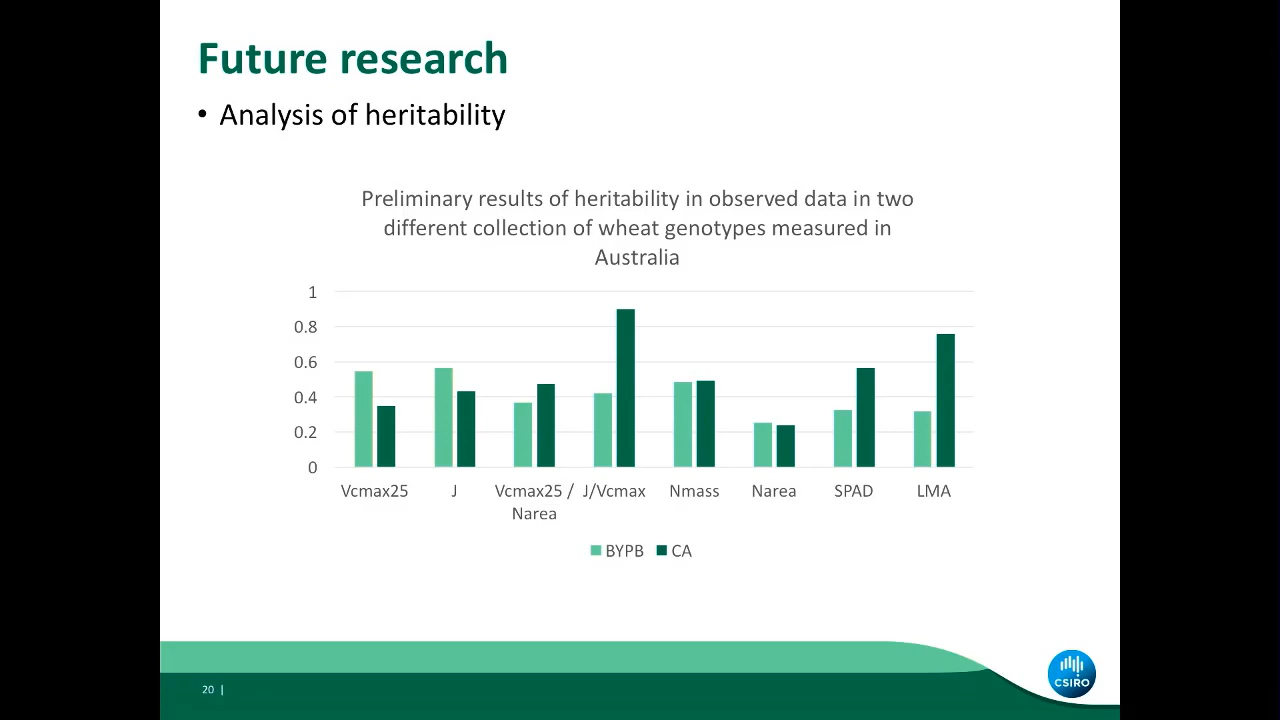 Future research
• Analysis of heritability
Preliminary results of heritability in observed data in two
different collection of wheat genotypes measured in
Australia
1
0.8
0.6
0.4
0.2
0
Vcmax25
J
Vcmax25 /
Narea
J/Vcmax
Nmass
Narea
SPAD
LMA
BYPB
CA
20 |
CSIRO